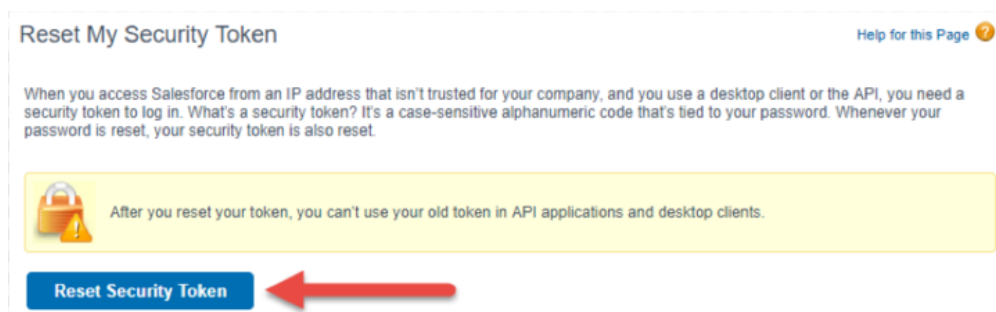 Reset My Security Token
Help for this Page ?
When you access Salesforce from an IP address that isn't trusted for your company, and you use a desktop client or the API, you need a
security token to log in. What's a security token? It's a case-sensitive alphanumeric code that's tied to your password. Whenever your
password is reset, your security token is also reset.
After you reset your token, you can't use your old token in API applications and desktop clients.
Reset Security Token